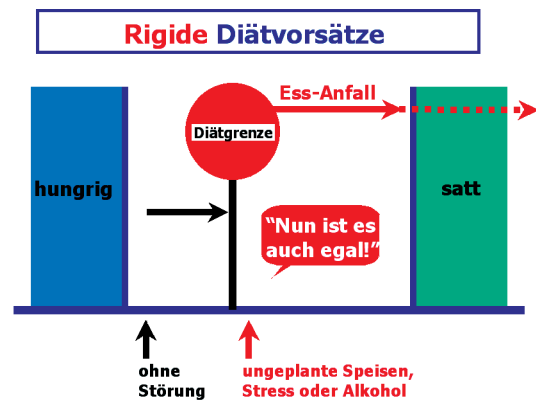 Rigide Diätvorsätze
Ess-Anfall
Diätgrenze
hungrig
satt
“Nun ist es
auch egal!”
ohne
Störung
ungeplante Speisen,
Stress oder Alkohol